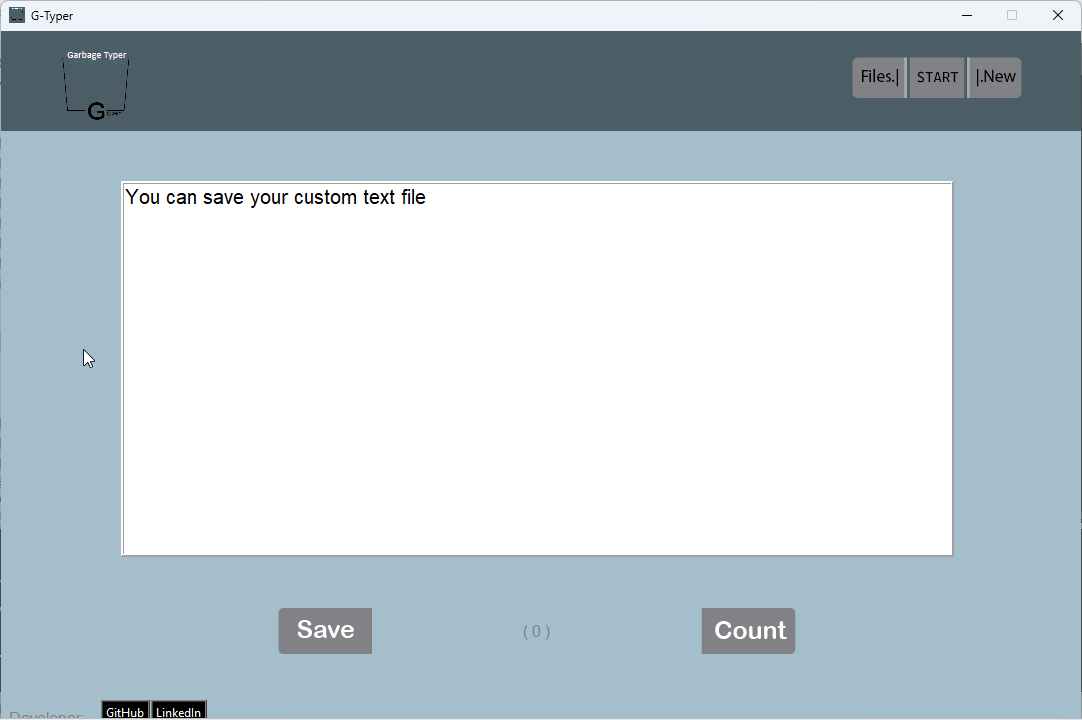 G-Typer
Garbage Typer
G
Files.| START |.New
You can save your custom text file
Save ( 0 ) Count
Developer: GitHub LinkedIn